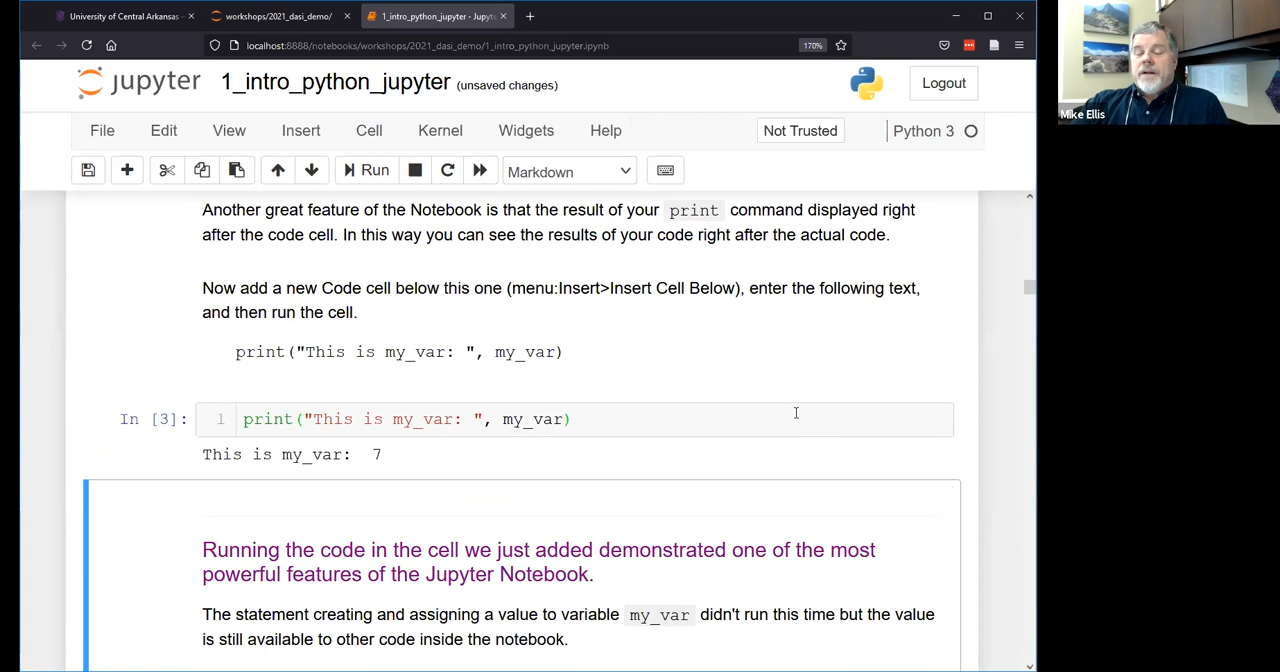 University of Central Arkansas -
workshops/2021_dasi_demo/
1_intro_python_jupyter - Jupyte
localhost:8888/notebooks/workshops/2021_dasi_demo/1_intro_python_jupyter.ipynb
170%
jupyter 1_intro_python_jupyter (unsaved changes)
Logout
File Edit View Insert Cell Kernel Widgets Help
Not Trusted
Python 3
Run
Markdown
Another great feature of the Notebook is that the result of your print command displayed right
after the code cell. In this way you can see the results of your code right after the actual code.
Now add a new Code cell below this one (menu:Insert>Insert Cell Below), enter the following text,
and then run the cell.
print("This is my_var: ", my_var)
In [3]: 1 print("This is my_var: ", my_var)
This is my_var:  7
Running the code in the cell we just added demonstrated one of the most
powerful features of the Jupyter Notebook.
The statement creating and assigning a value to variable my_var didn't run this time but the value
is still available to other code inside the notebook.
Mike Ellis